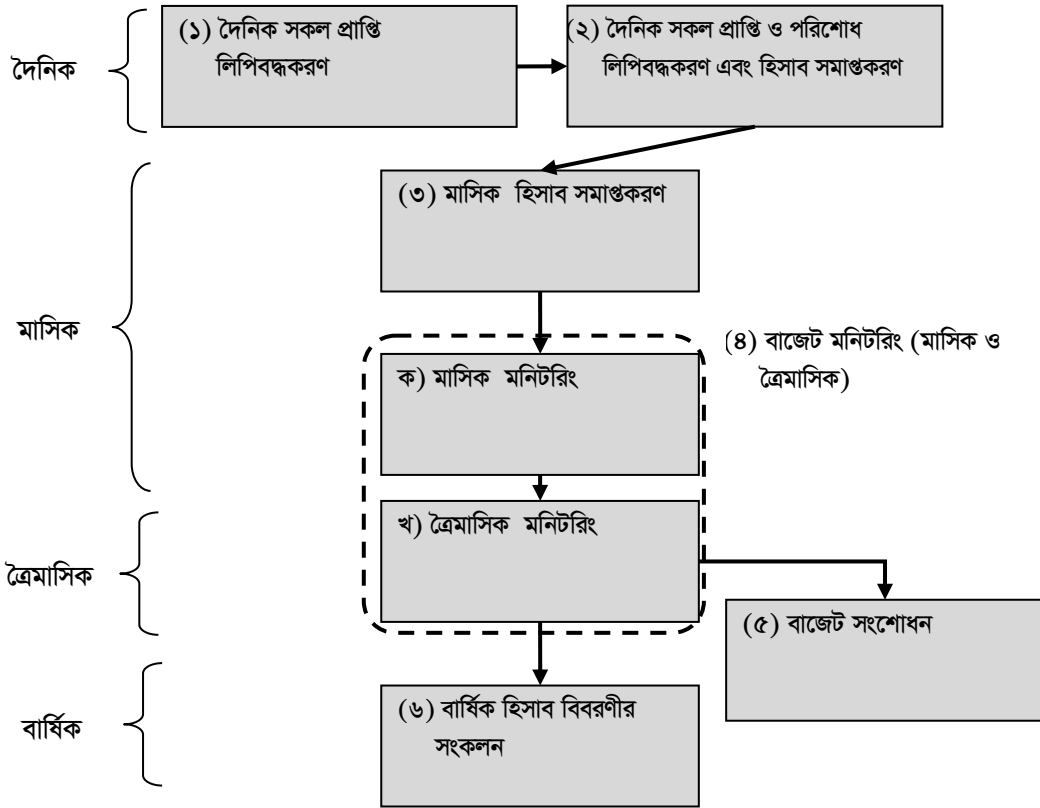 (১) দৈনিক সকল প্রাপ্তি
লিপিবদ্ধকরণ
(২) দৈনিক সকল প্রাপ্তি ও পরিশোধ
লিপিবদ্ধকরণ এবং হিসাব সমাপ্তকরণ
দৈনিক
(৩) মাসিক হিসাব সমাপ্তকরণ
মাসিক
(৪) বাজেট মনিটরিং (মাসিক ও
ত্রৈমাসিক)
ক) মাসিক মনিটরিং
খ) ত্রৈমাসিক মনিটরিং
ত্রৈমাসিক
(৫) বাজেট সংশোধন
(৬) বার্ষিক হিসাব বিবরণীর
সংকলন
বার্ষিক